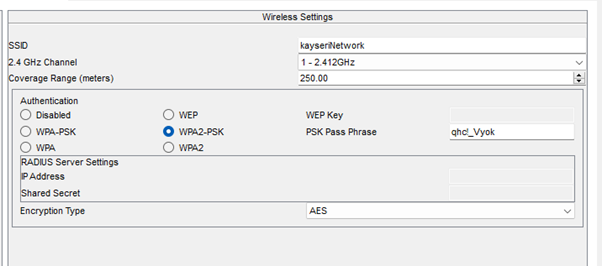 Wireless Settings
SSID kayseriNetwork
2.4 GHz Channel 1 - 2.412GHz
Coverage Range (meters) 250.00
Authentication
Disabled WEP WEP Key
WPA-PSK WPA2-PSK PSK Pass Phrase qhc!_Vyok
WPA WPA2
RADIUS Server Settings
IP Address
Shared Secret
Encryption Type AES